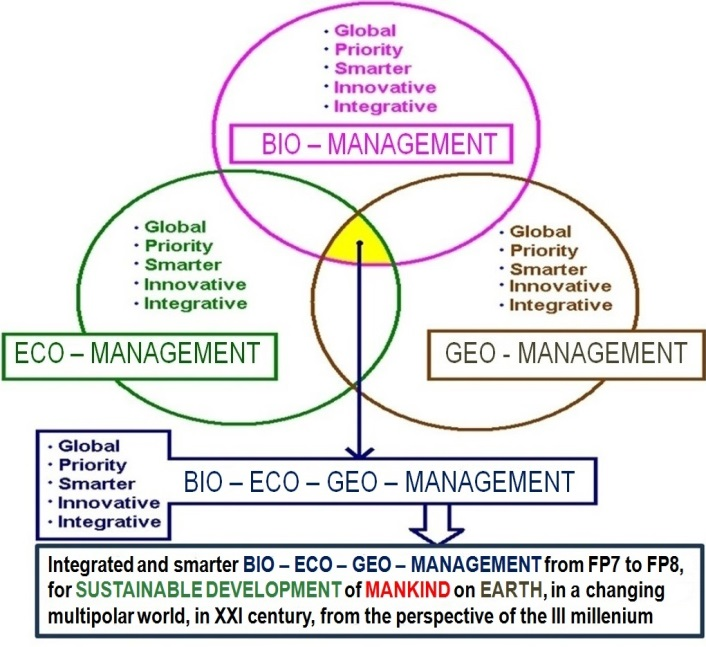 · Global
· Priority
· Smarter
· Innovative
· Integrative
BIO – MANAGEMENT
· Global
· Priority
· Smarter
· Innovative
· Integrative
ECO – MANAGEMENT
· Global
· Priority
· Smarter
· Innovative
· Integrative
GEO - MANAGEMENT
· Global
· Priority
· Smarter
· Innovative
· Integrative
BIO – ECO – GEO – MANAGEMENT
Integrated and smarter BIO – ECO – GEO – MANAGEMENT from FP7 to FP8,
for SUSTAINABLE DEVELOPMENT of MANKIND on EARTH, in a changing
multipolar world, in XXI century, from the perspective of the III millenium